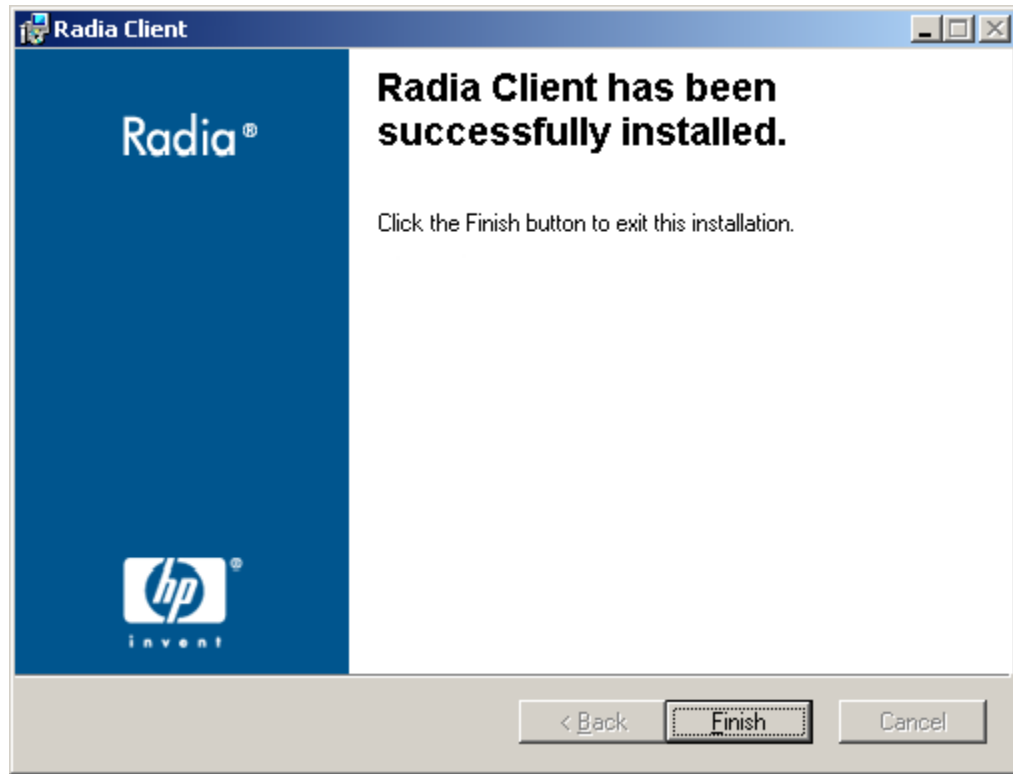 Radia Client
Radia®
Radia Client has been
successfully installed.
Click the Finish button to exit this installation.
hp®
invent
< Back
Finish
Cancel